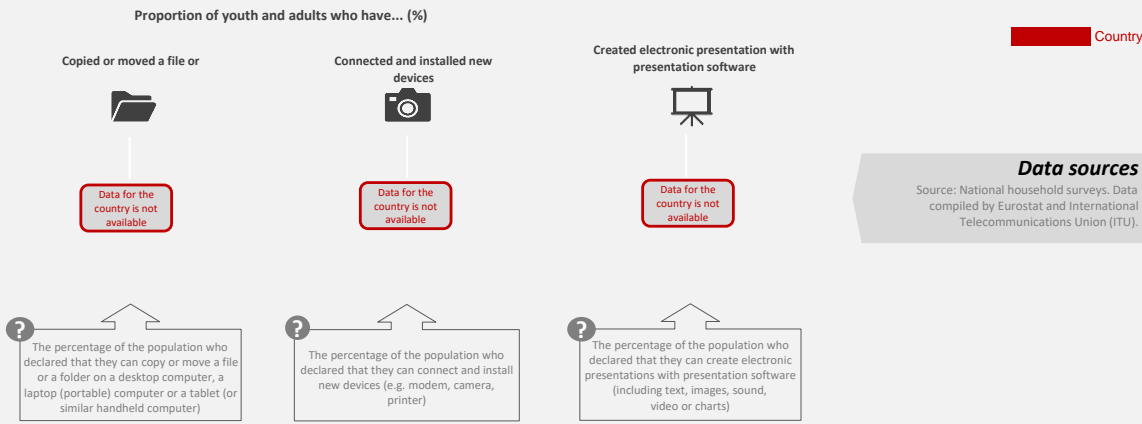 Proportion of youth and adults who have... (%)
Country
Copied or moved a file or
Connected and installed new
devices
Created electronic presentation with
presentation software
Data for the
country is not
available
Data for the
country is not
available
Data for the
country is not
available
Data sources
Source: National household surveys. Data
compiled by Eurostat and International
Telecommunications Union (ITU).
?
The percentage of the population who
declared that they can copy or move a file
or a folder on a desktop computer, a
laptop (portable) computer or a tablet (or
similar handheld computer)
?
The percentage of the population who
declared that they can connect and install
new devices (e.g. modem, camera,
printer)
?
The percentage of the population who
declared that they can create electronic
presentations with presentation software
(including text, images, sound,
video or charts)